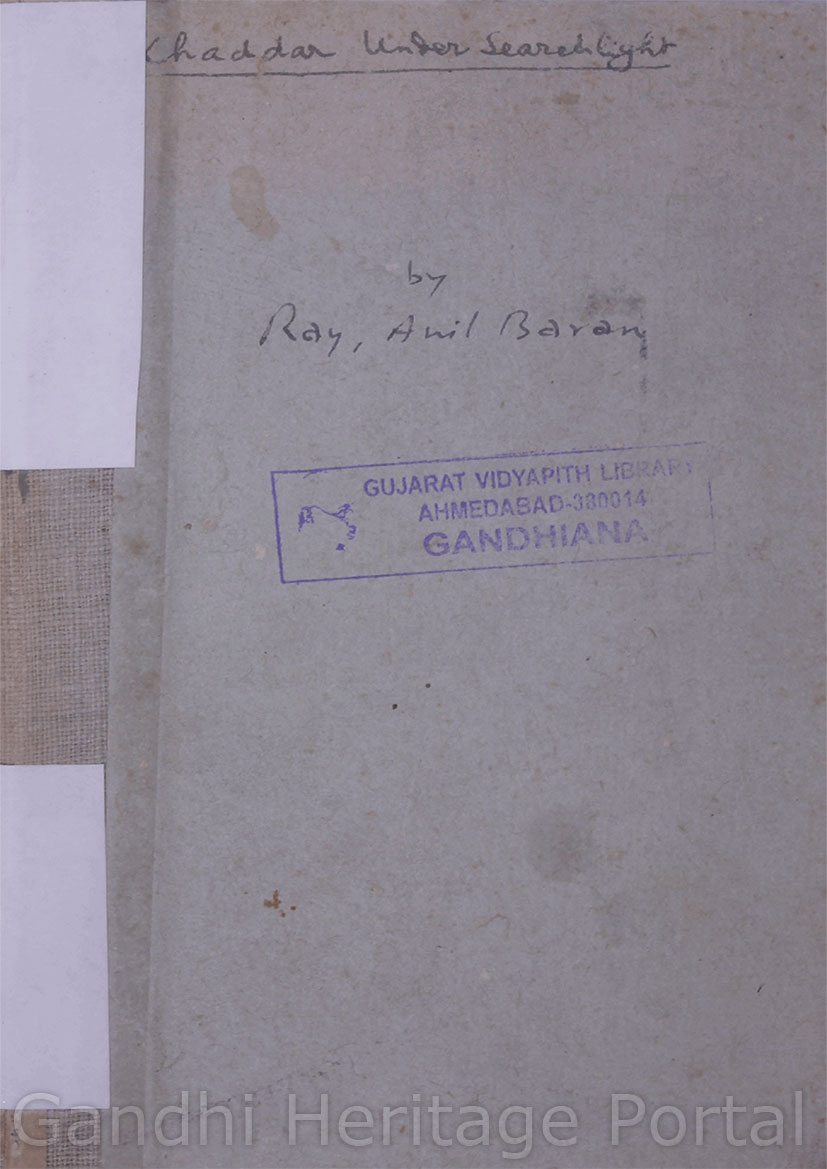 Khaddar Under Searchlight
by
Ray, Anil Baran
GUJARAT VIDYAPITH LIBRARY
AHMEDABAD-380014
GANDHIANA
Gandhi Heritage Portal